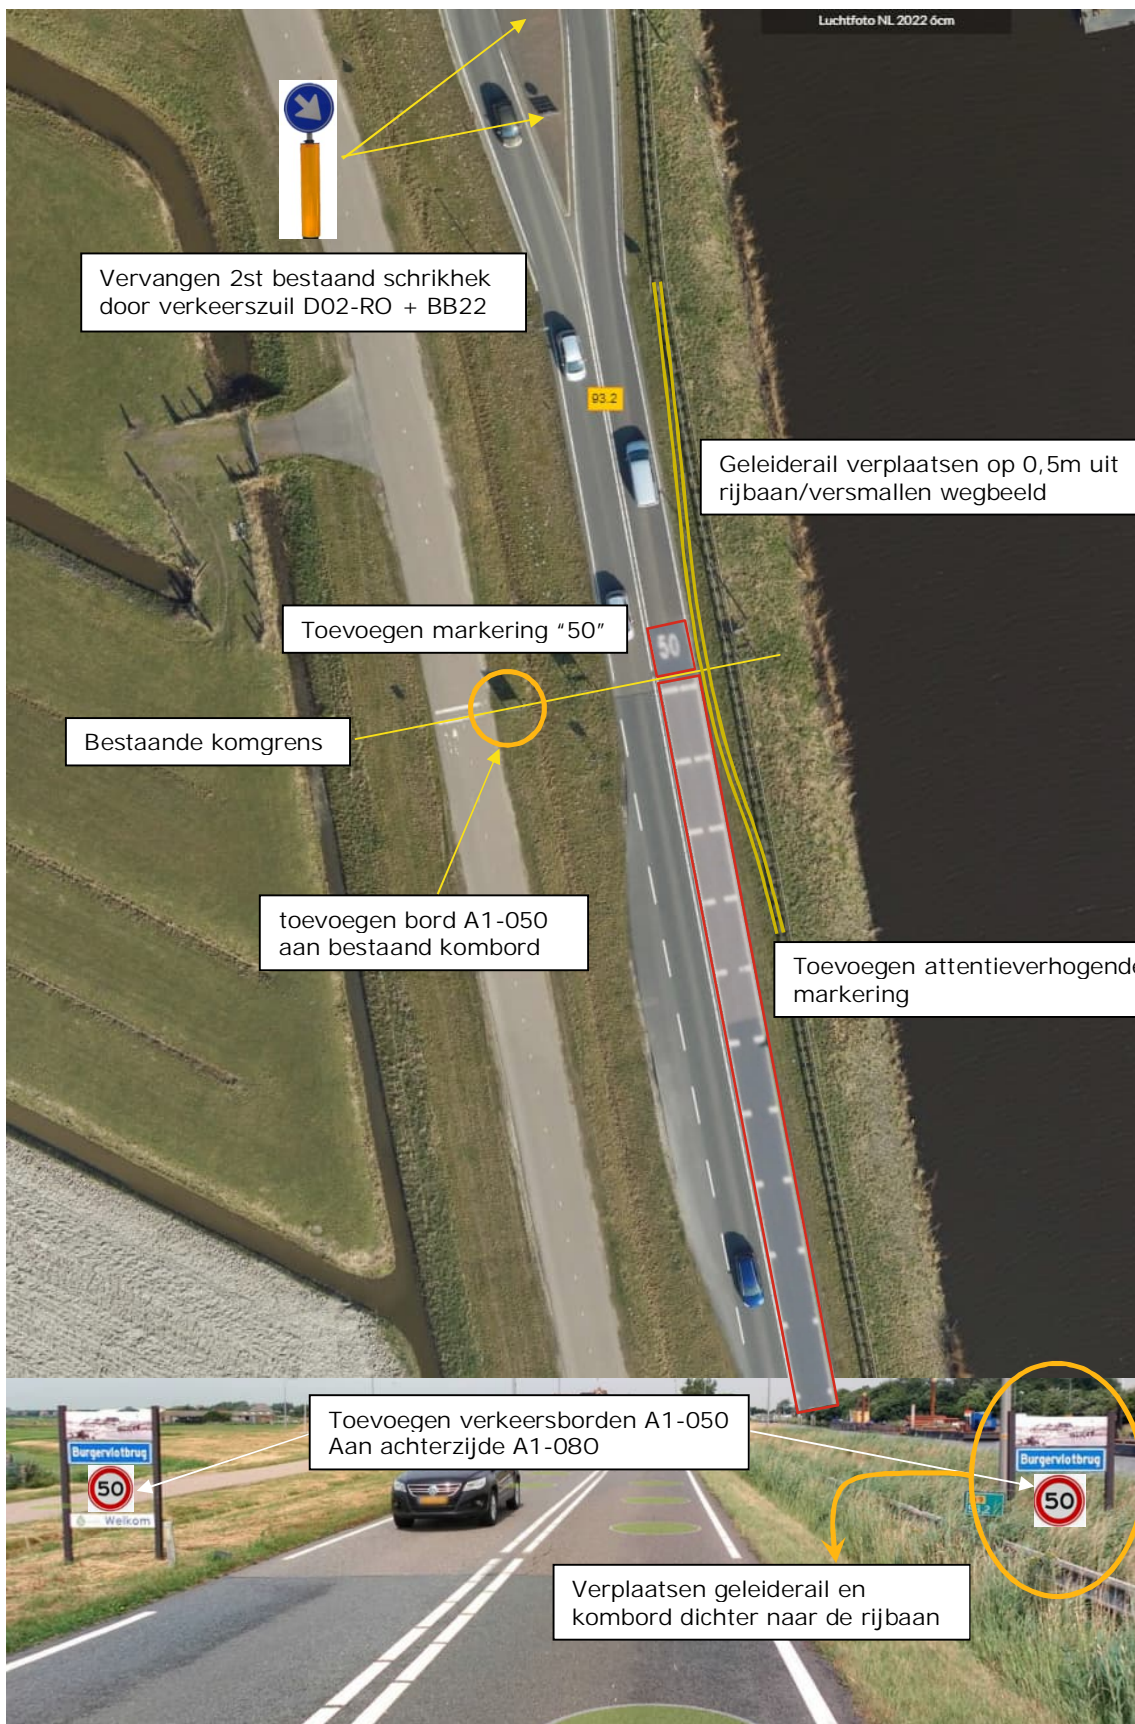 Luchtfoto NL 2022 6cm
Vervangen 2st bestaand schrikhek
door verkeerszuil D02-RO + BB22
93.2
Geleiderail verplaatsen op 0,5m uit
rijbaan/versmallen wegbeeld
Toevoegen markering “50”
50
Bestaande komgrens
toevoegen bord A1-050
aan bestaand kombord
Toevoegen attentieverhogende
markering
Toevoegen verkeersborden A1-050
Aan achterzijde A1-080
Burgervlotbrug
50
Welkom
Burgervlotbrug
50
Verplaatsen geleiderail en
kombord dichter naar de rijbaan